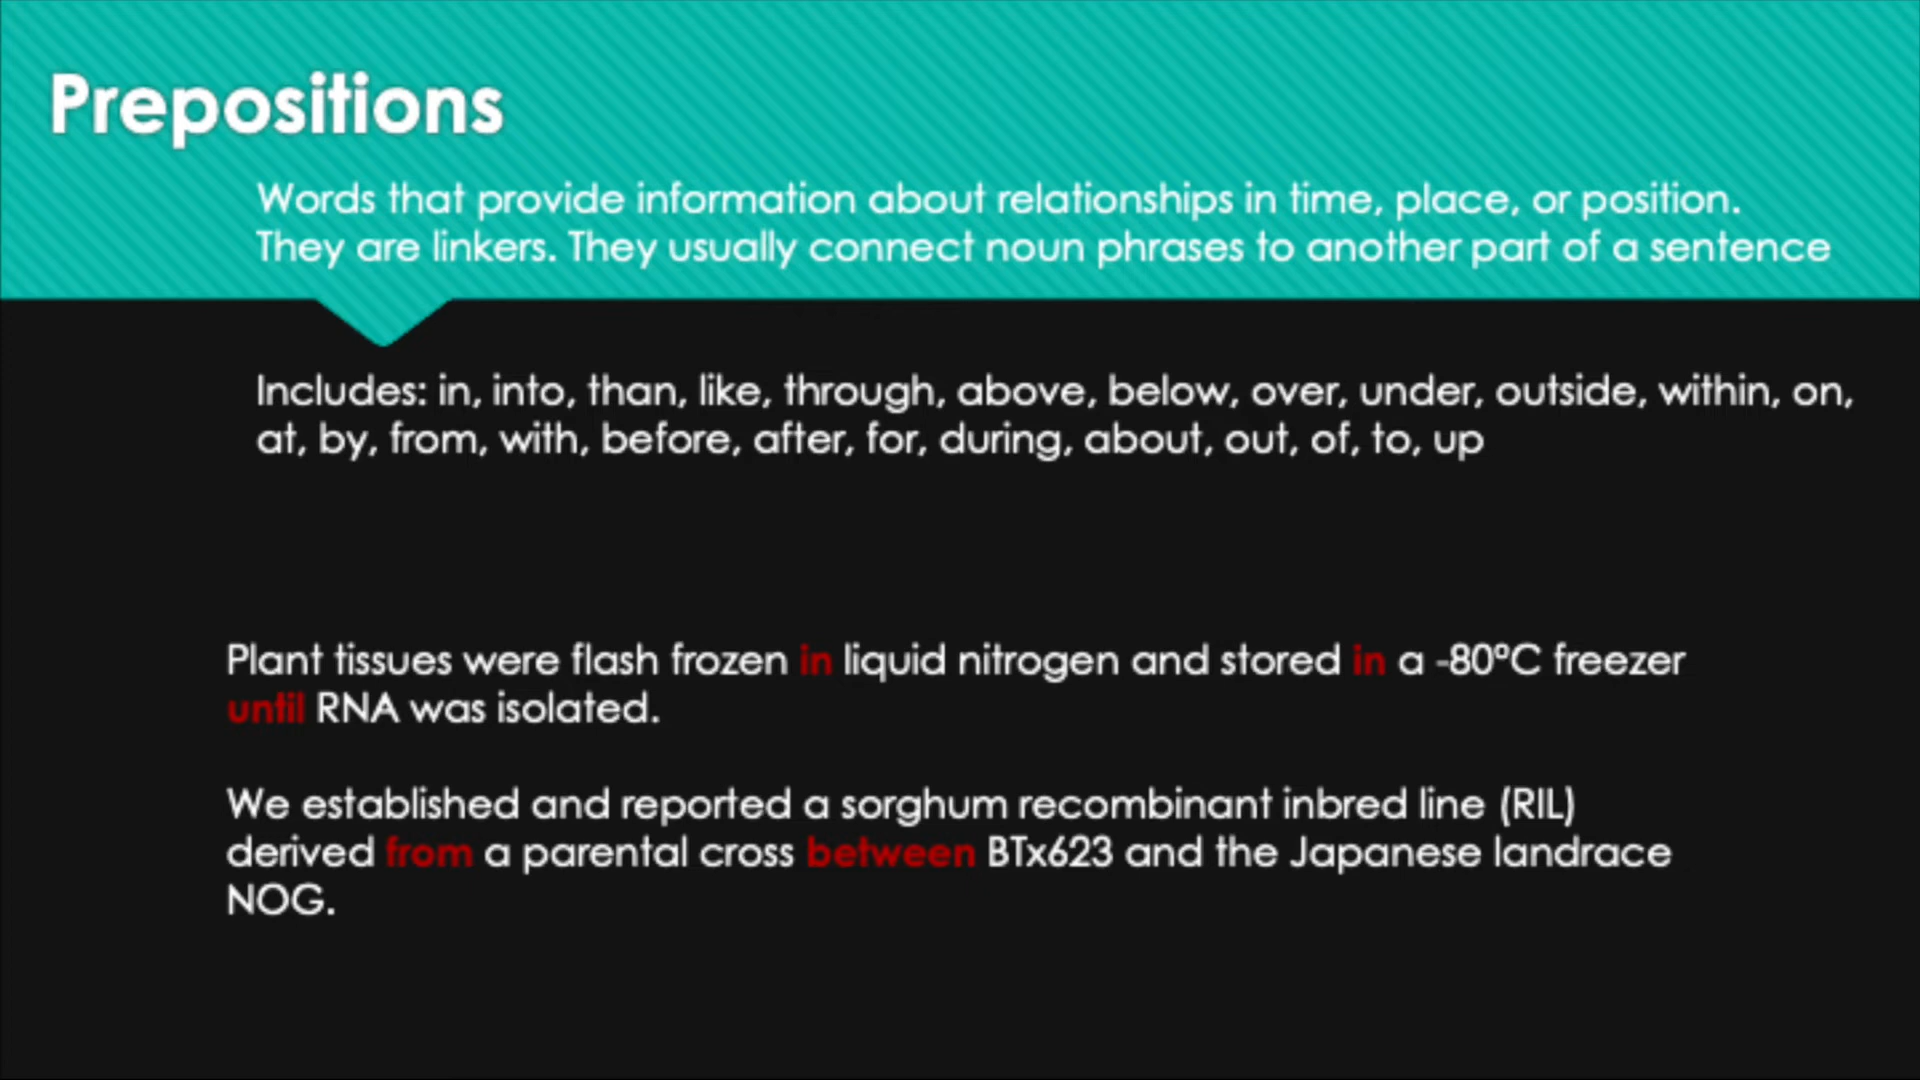 Prepositions
Words that provide information about relationships in time, place, or position.
They are linkers. They usually connect noun phrases to another part of a sentence
Includes: in, into, than, like, through, above, below, over, under, outside, within, on,
at, by, from, with, before, after, for, during, about, out, of, to, up
Plant tissues were flash frozen in liquid nitrogen and stored in a -80°C freezer
until RNA was isolated.
We established and reported a sorghum recombinant inbred line (RIL)
derived from a parental cross between BTx623 and the Japanese landrace
NOG.